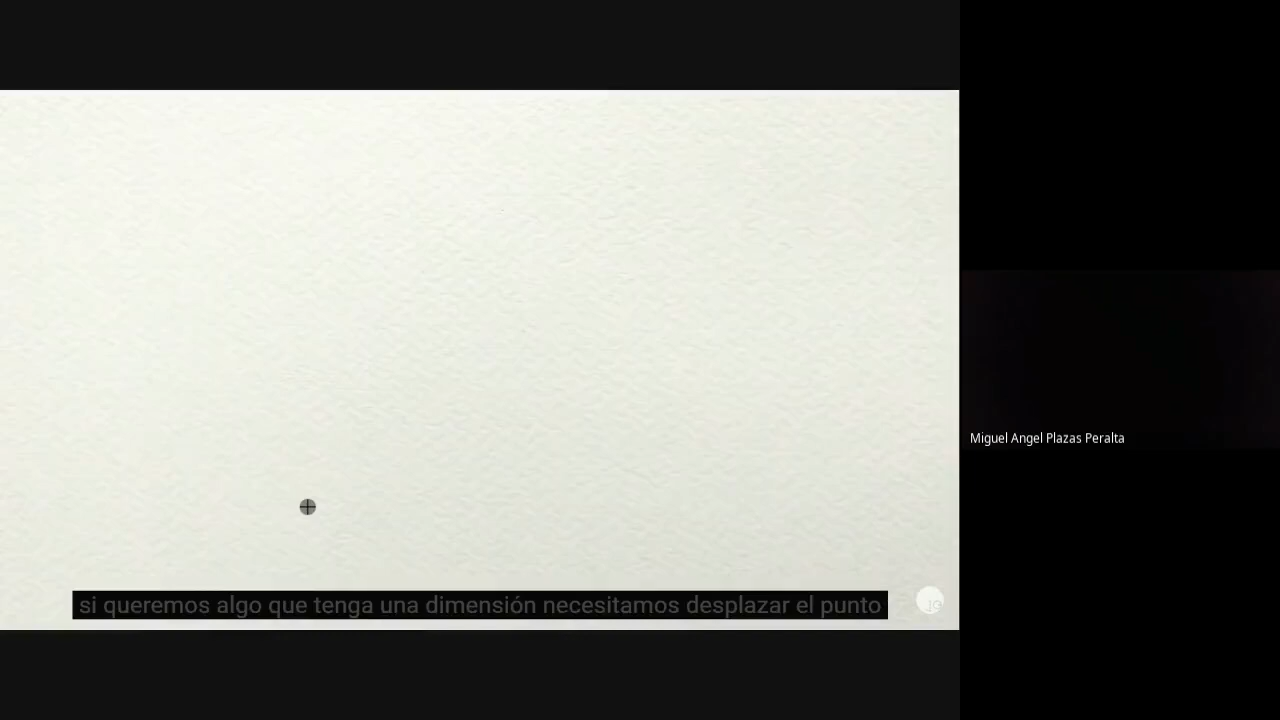 si queremos algo que tenga una dimensión necesitamos desplazar el punto
Miguel Angel Plazas Peralta